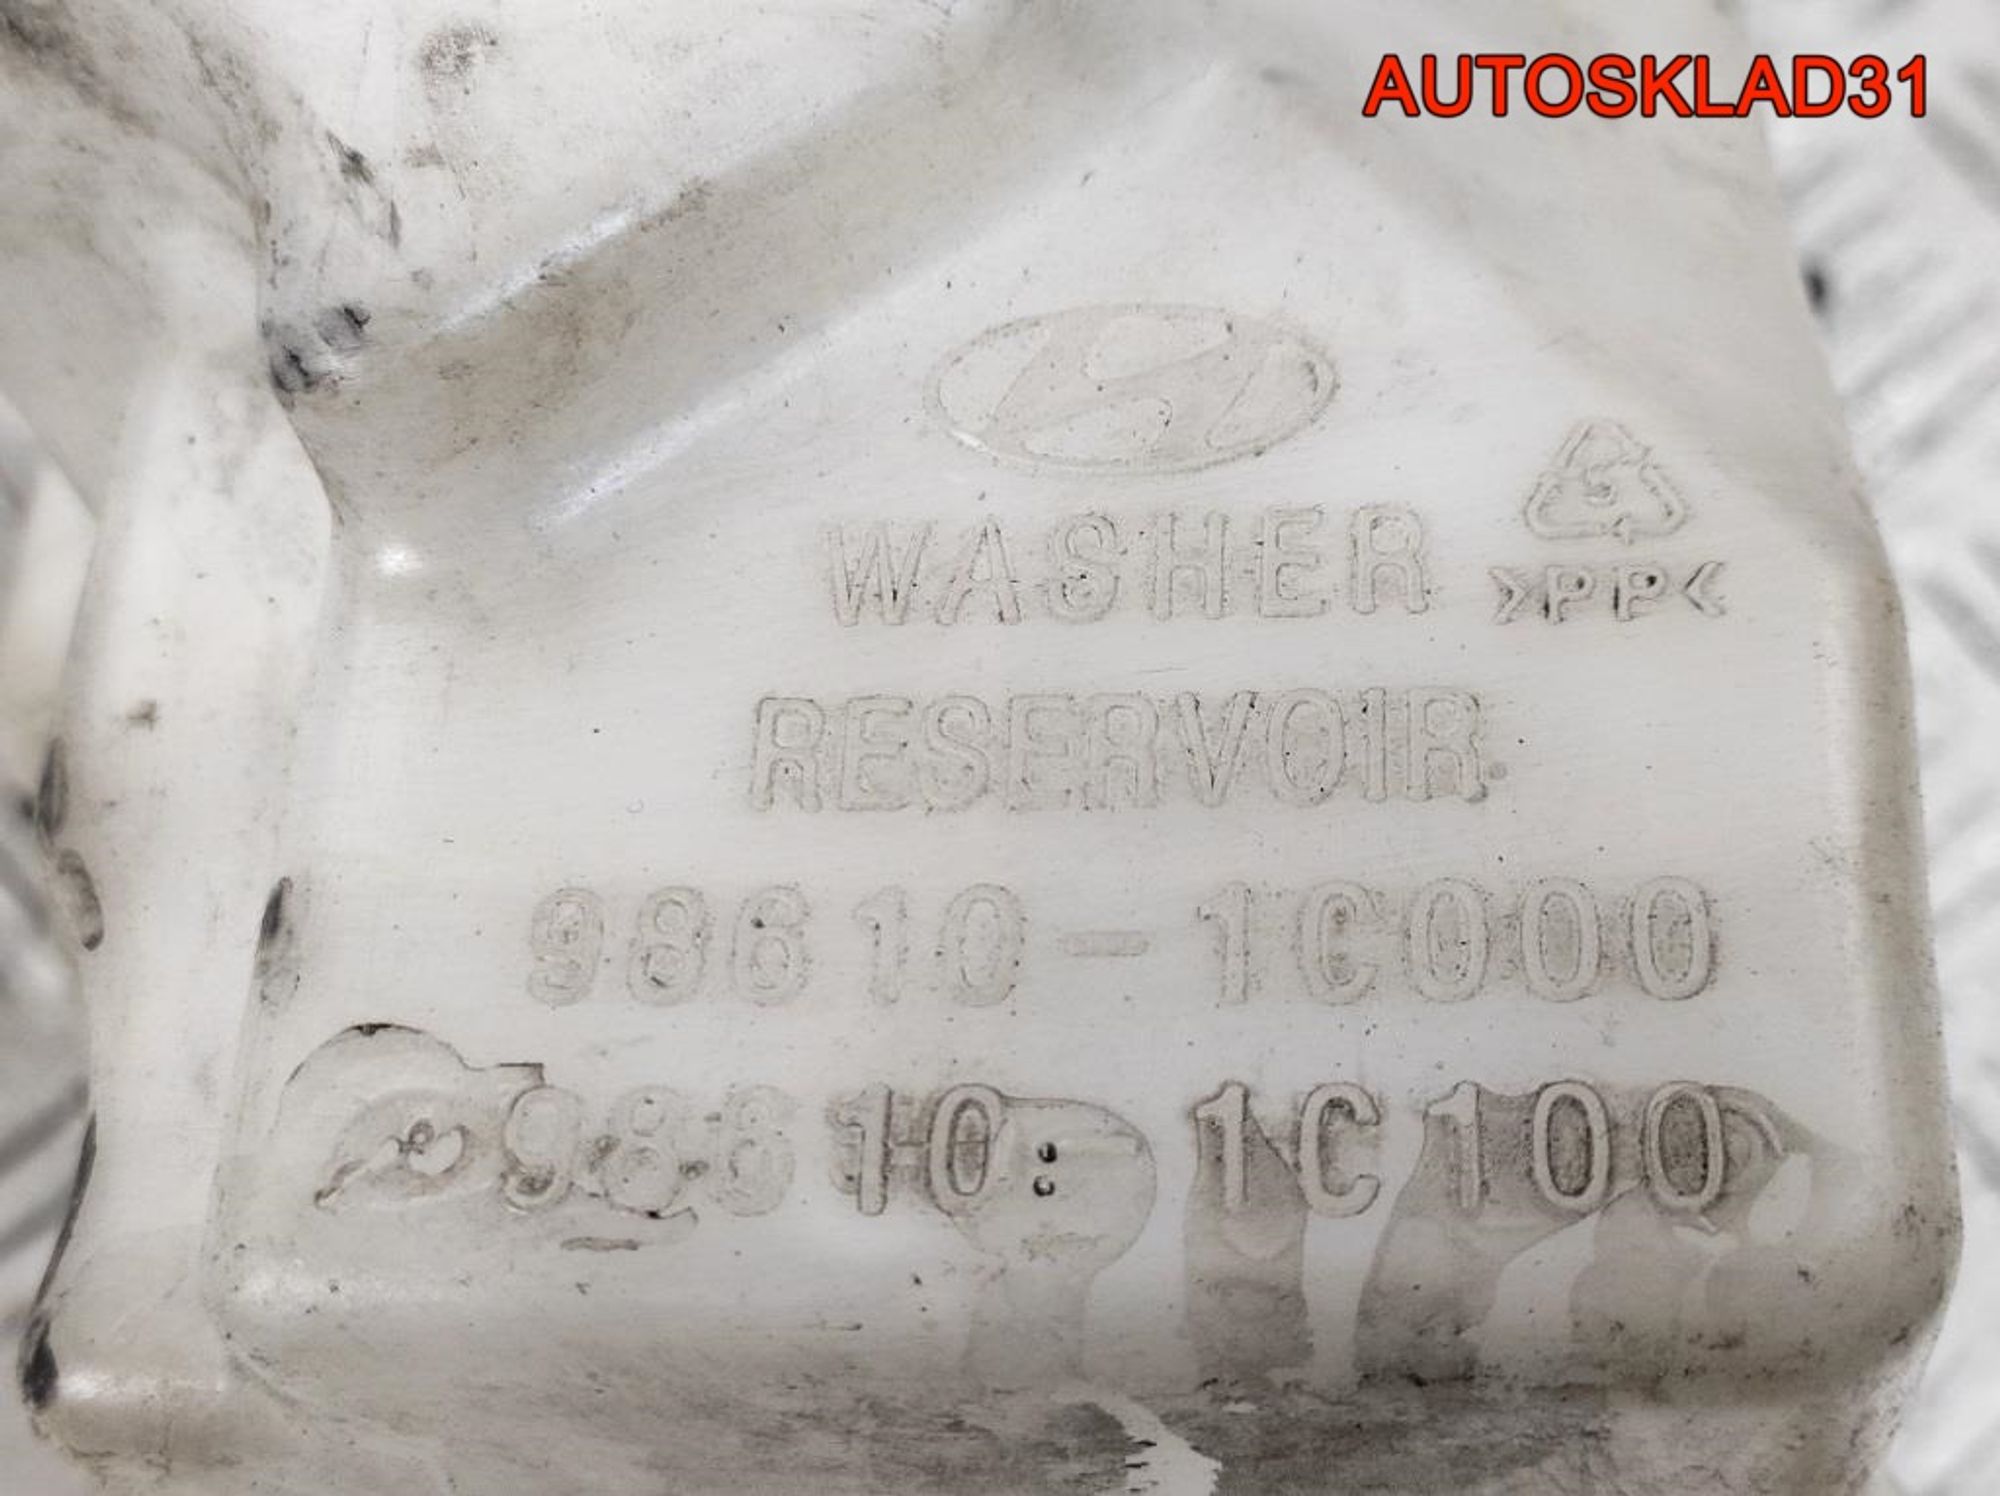 AUTOSKLAD31
WASHER
>PP<
RESERVOIR
98610-1C000
98610 1C100